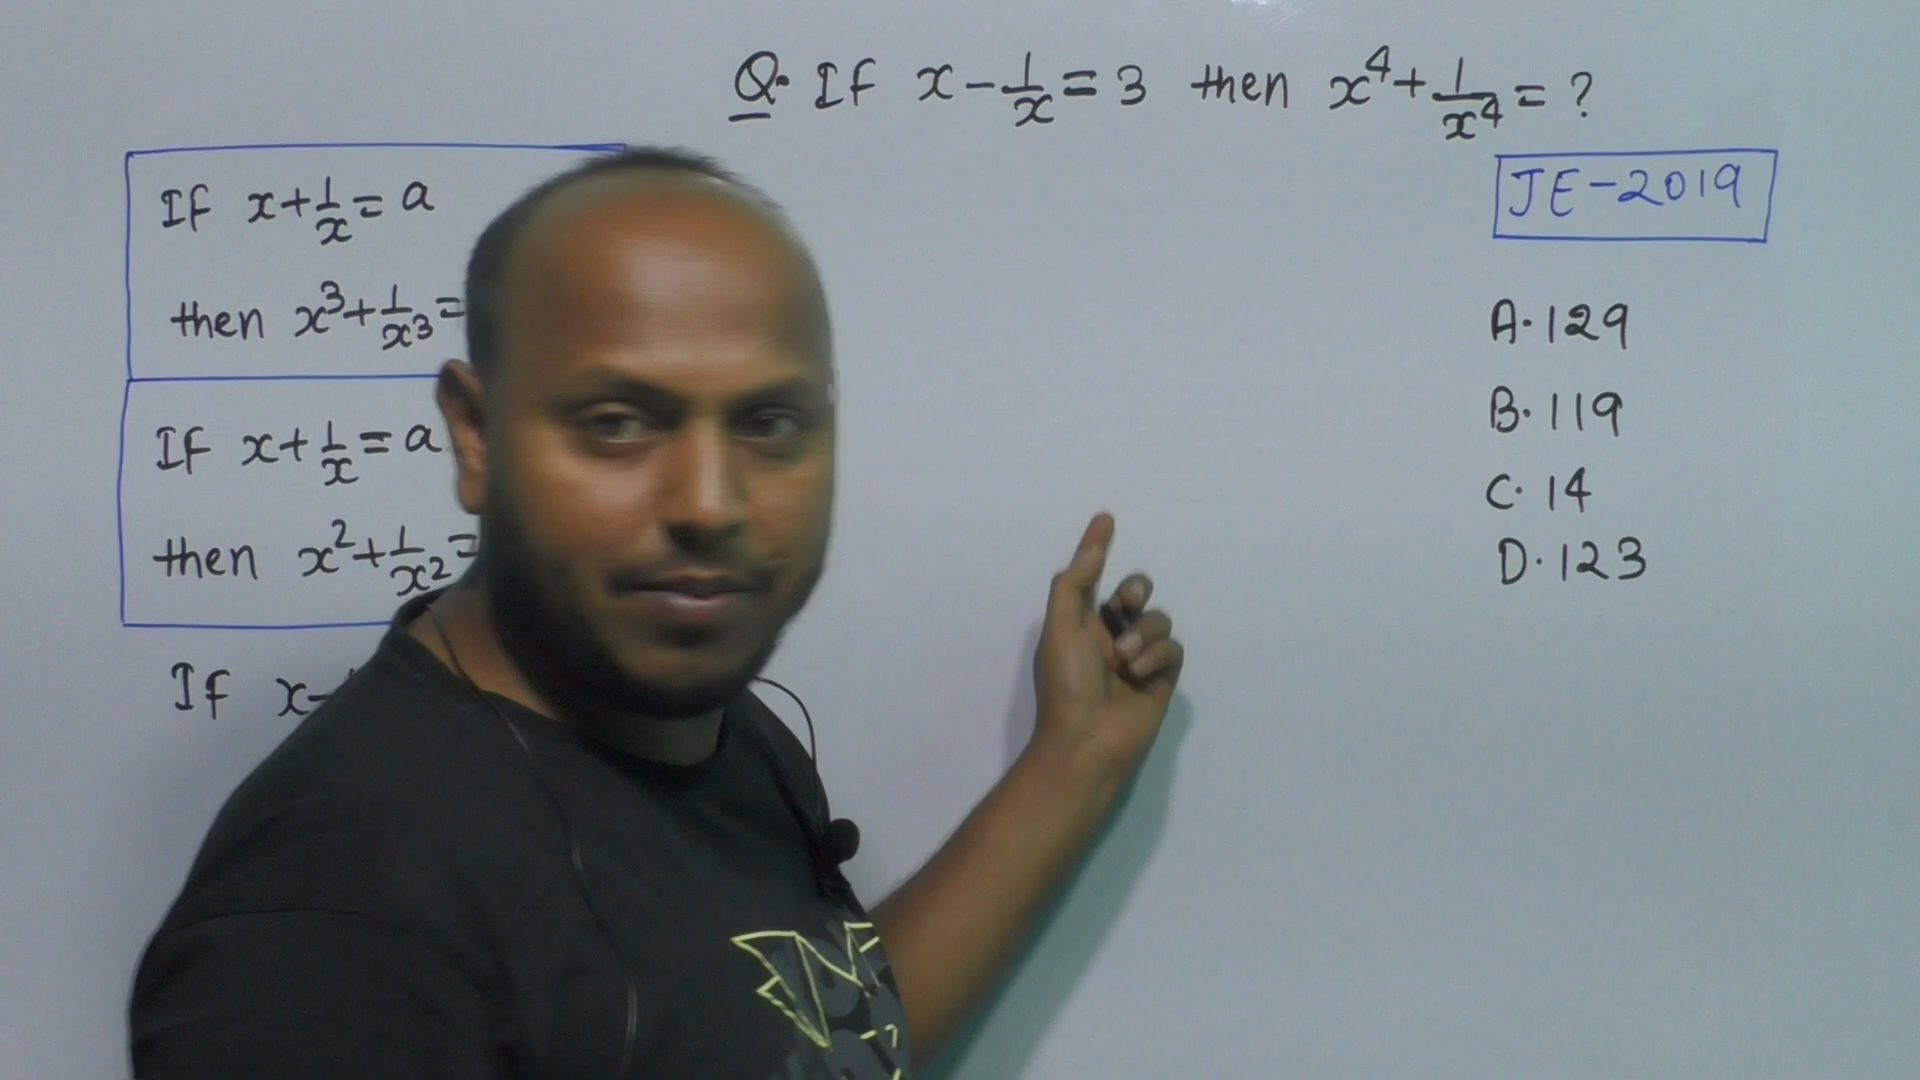 Q. If x - 1/x = 3 then x⁴ + 1/x⁴ = ?
JE-2019
If x + 1/x = a
then x³ + 1/x³ =
If x + 1/x = a
then x² + 1/x² =
If x -
A. 129
B. 119
C. 14
D. 123